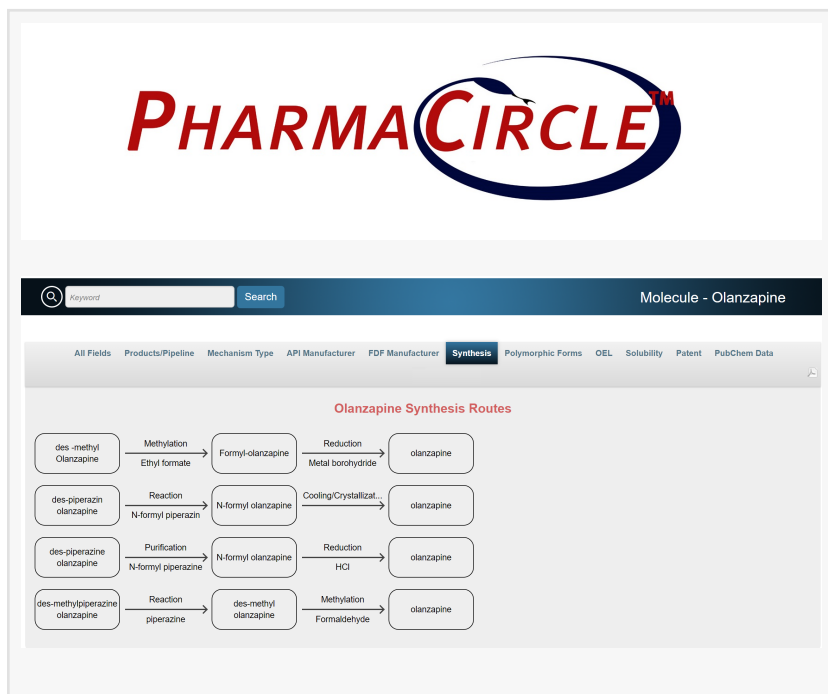 PHARMACIRCLE™
Keyword
Search
Molecule - Olanzapine
All Fields Products/Pipeline Mechanism Type API Manufacturer FDF Manufacturer Synthesis Polymorphic Forms OEL Solubility Patent PubChem Data
Olanzapine Synthesis Routes
des -methyl
Olanzapine
Methylation
Ethyl formate
Formyl-olanzapine
Reduction
Metal borohydride
olanzapine
des-piperazin
olanzapine
Reaction
N-formyl piperazin
N-formyl olanzapine
Cooling/Crystallizat...
olanzapine
des-piperazine
olanzapine
Purification
N-formyl piperazine
N-formyl olanzapine
Reduction
HCl
olanzapine
des-methylpiperazine
olanzapine
Reaction
piperazine
des-methyl
olanzapine
Methylation
Formaldehyde
olanzapine